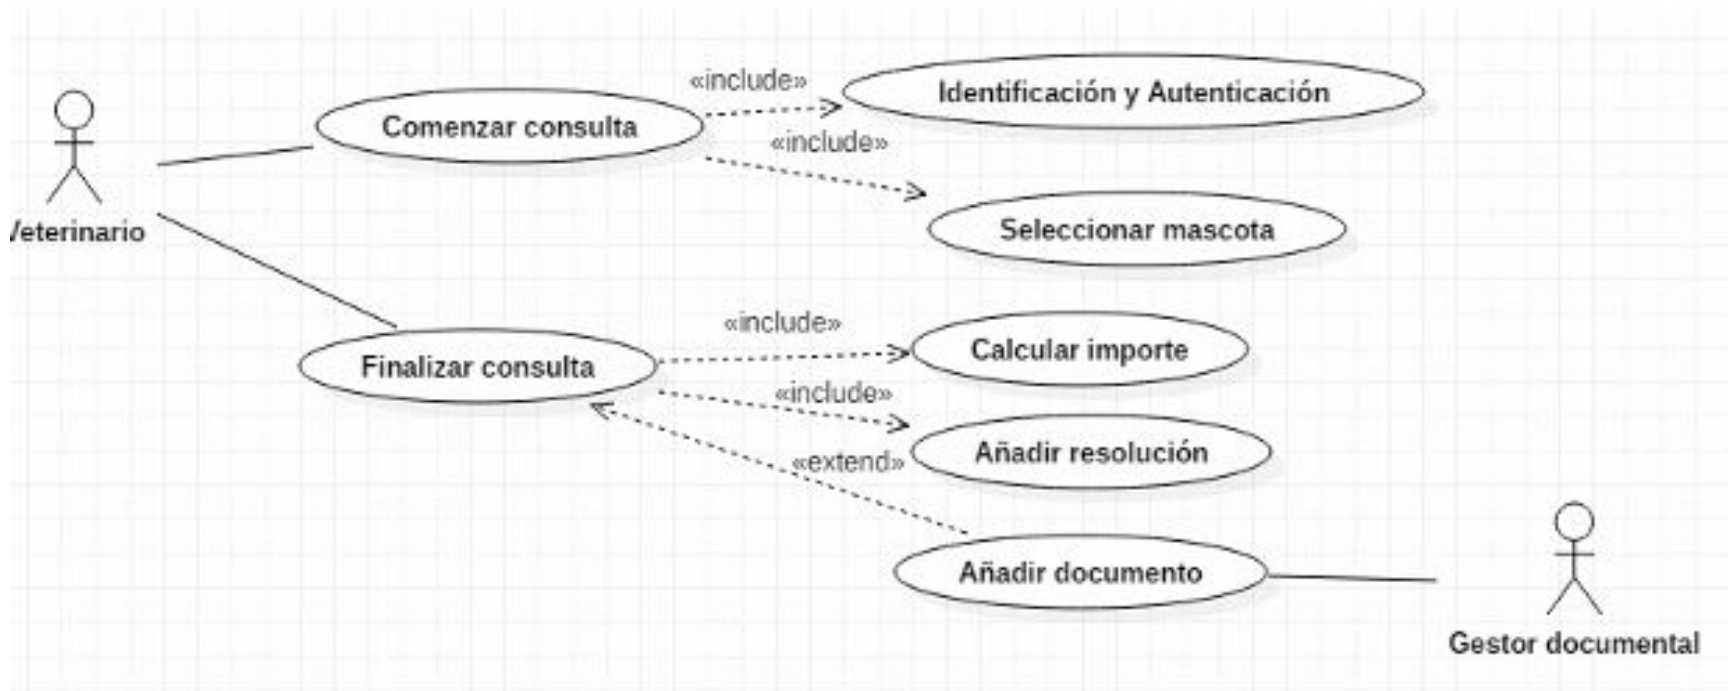 «include»
Identificación y Autenticación
Comenzar consulta
«include»
Veterinario
Seleccionar mascota
«include»
Calcular importe
Finalizar consulta
«include»
Añadir resolución
«extend»
Añadir documento
Gestor documental